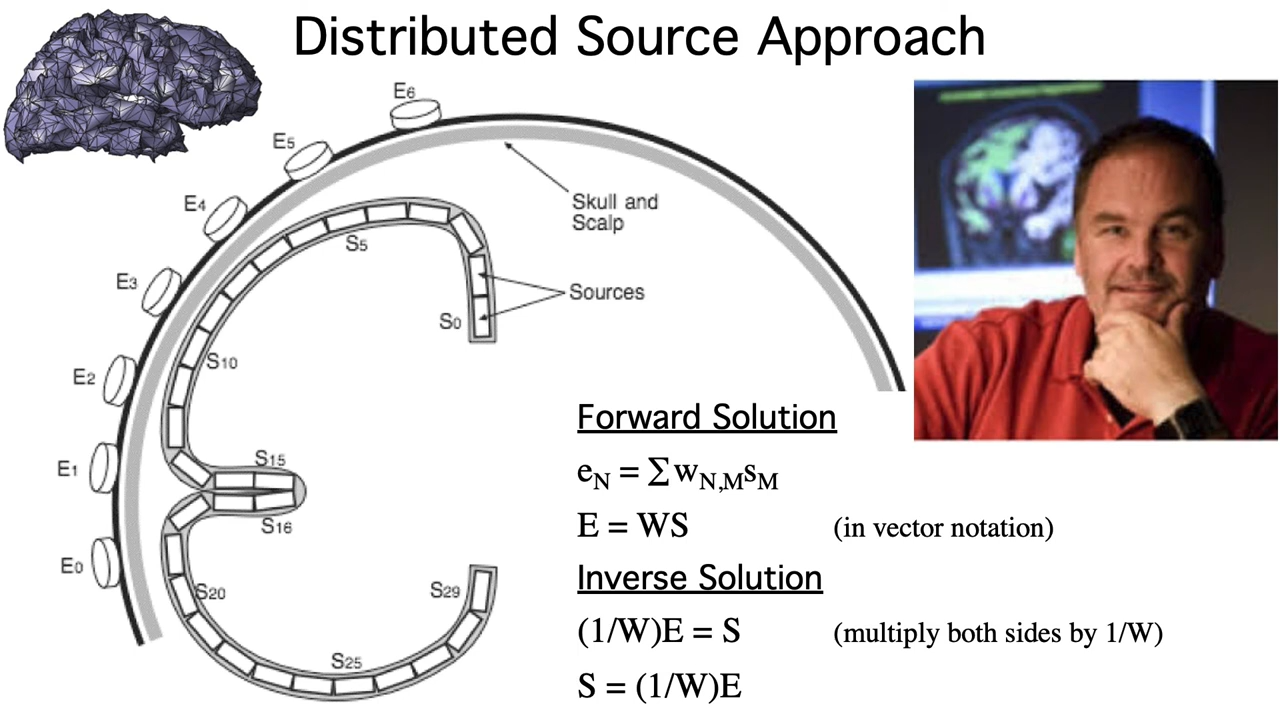 Distributed Source Approach
E6
E5
E4
E3
E2
E1
E0
Skull and
Scalp
Sources
S0
S5
S10
S15
S16
S20
S25
S29
Forward Solution
eN = ΣwN,MsM
E = WS (in vector notation)
Inverse Solution
(1/W)E = S (multiply both sides by 1/W)
S = (1/W)E